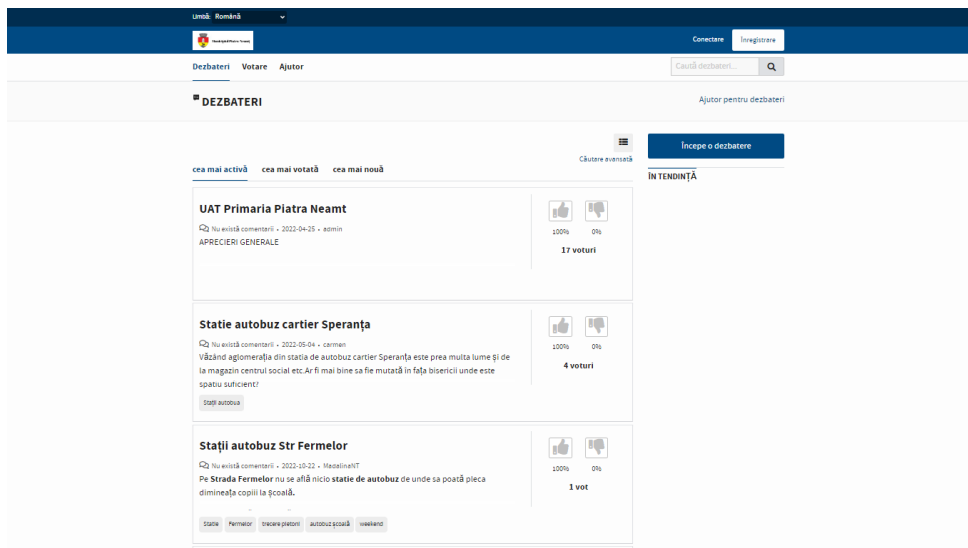 Limbă: Română
Conectare
Înregistrare
Dezbateri Votare Ajutor
Caută dezbateri...
DEZBATERI
Ajutor pentru dezbateri
Începe o dezbatere
Căutare avansată
cea mai activă cea mai votată cea mai nouă
ÎN TENDINȚĂ
UAT Primaria Piatra Neamt
Nu există comentarii • 2022-04-25 • admin
APRECIERI GENERALE
100% 0%
17 voturi
Statie autobuz cartier Speranța
Nu există comentarii • 2022-05-04 • carmen
Văzând aglomerația din statia de autobuz cartier Speranța este prea multa lume și de
la magazin centrul social etc.Ar fi mai bine sa fie mutată în fața bisericii unde este
spatiu suficient?
Stații autobua
100% 0%
4 voturi
Stații autobuz Str Fermelor
Nu există comentarii • 2022-10-22 • MadalinaNT
Pe Strada Fermelor nu se află nicio statie de autobuz de unde sa poată pleca
dimineața copiii la școală.
Statie Fermelor trecere pietoni autobuz școală weekend
100% 0%
1 vot